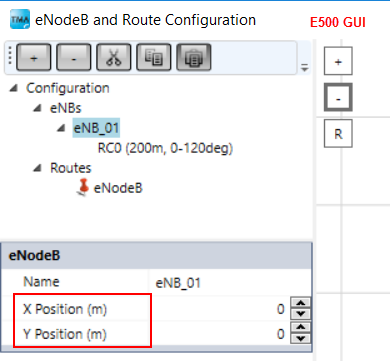 TMA eNodeB and Route Configuration E500 GUI
+ -
+
-
R
Configuration
eNBs
eNB_01
RC0 (200m, 0-120deg)
Routes
eNodeB
eNodeB
Name eNB_01
X Position (m) 0
Y Position (m) 0